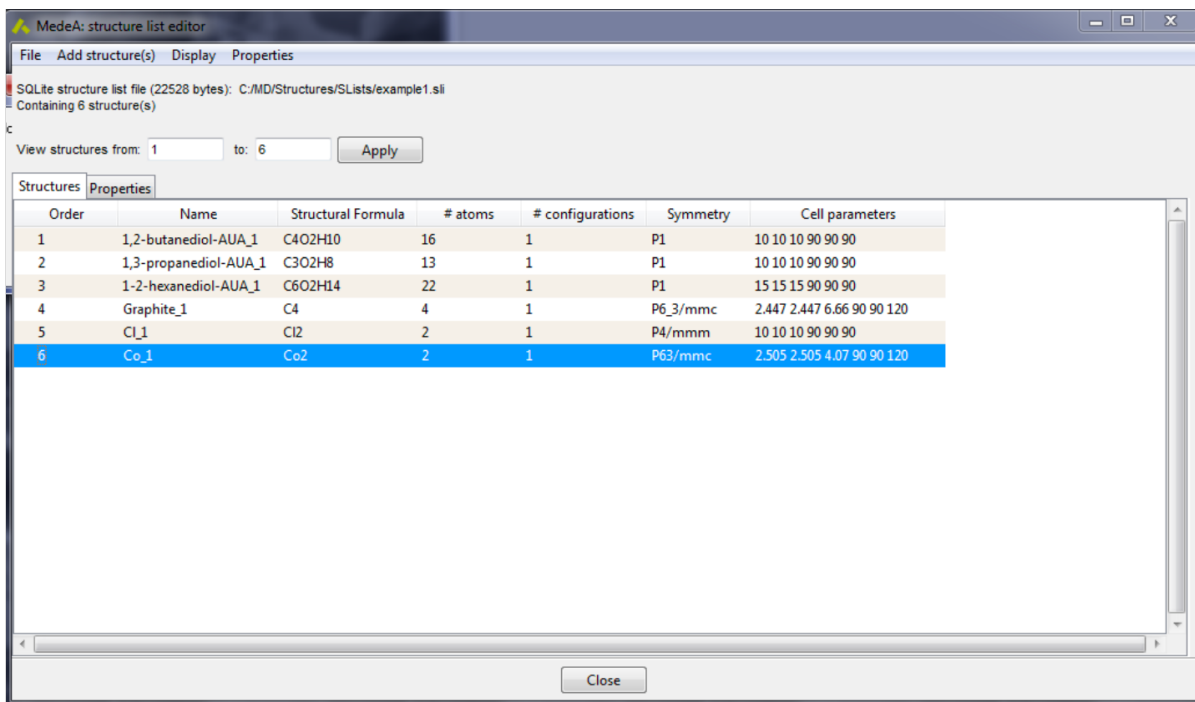 MedeA: structure list editor
File Add structure(s) Display Properties
SQLite structure list file (22528 bytes): C:/MD/Structures/SLists/example1.sli
Containing 6 structure(s)
View structures from: 1 to: 6 Apply
Structures Properties
Order Name Structural Formula # atoms # configurations Symmetry Cell parameters
1 1,2-butanediol-AUA_1 C4O2H10 16 1 P1 10 10 10 90 90 90
2 1,3-propanediol-AUA_1 C3O2H8 13 1 P1 10 10 10 90 90 90
3 1-2-hexanediol-AUA_1 C6O2H14 22 1 P1 15 15 15 90 90 90
4 Graphite_1 C4 4 1 P6_3/mmc 2.447 2.447 6.66 90 90 120
5 Cl_1 Cl2 2 1 P4/mmm 10 10 10 90 90 90
6 Co_1 Co2 2 1 P63/mmc 2.505 2.505 4.07 90 90 120
Close